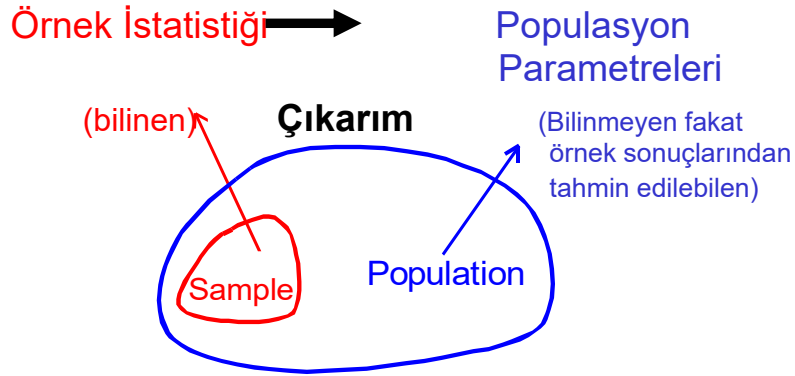 Örnek İstatistiği
Populasyon
Parametreleri
(bilinen)
Çıkarım
(Bilinmeyen fakat
örnek sonuçlarından
tahmin edilebilen)
Sample
Population